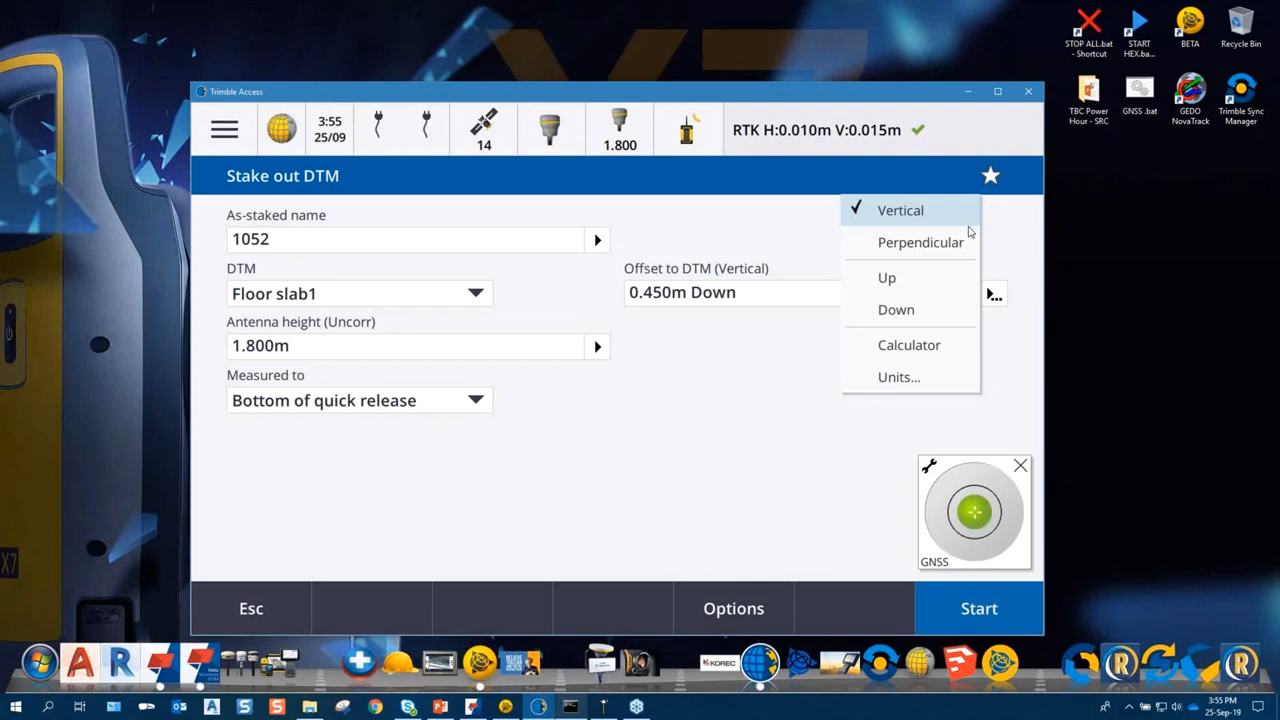 STOP ALL.bat
- Shortcut
START
HEX.ba...
BETA
Recycle Bin
TBC Power
Hour - SRC
GNSS .bat
GEDO
NovaTrack
Trimble Sync
Manager
Trimble Access
3:55
25/09
14
1.800
RTK H:0.010m V:0.015m
Stake out DTM
As-staked name
1052
DTM
Floor slab1
Offset to DTM (Vertical)
0.450m Down
Antenna height (Uncorr)
1.800m
Measured to
Bottom of quick release
Vertical
Perpendicular
Up
Down
Calculator
Units...
GNSS
Esc
Options
Start
X7
KOREC
3:55 PM
25-Sep-19